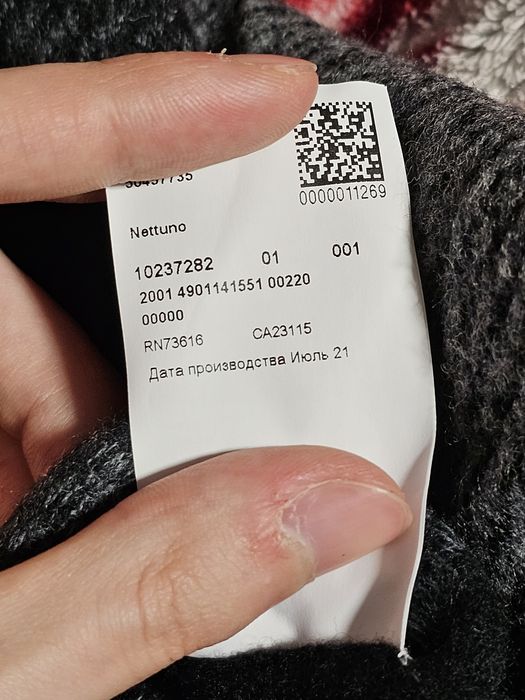 0000011269
Nettuno
10237282 01 001
2001 4901141551 00220
00000
RN73616 CA23115
Дата производства Июль 21